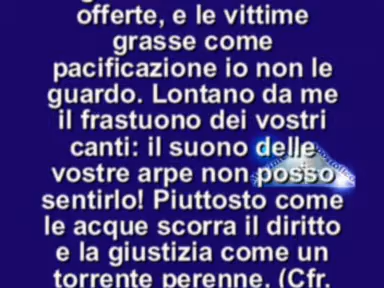 offerte, e le vittime
grasse come
pacificazione io non le
guardo. Lontano da me
il frastuono dei vostri
canti: il suono delle
vostre arpe non posso
sentirlo! Piuttosto come
le acque scorra il diritto
e la giustizia come un
torrente perenne. (Cfr.